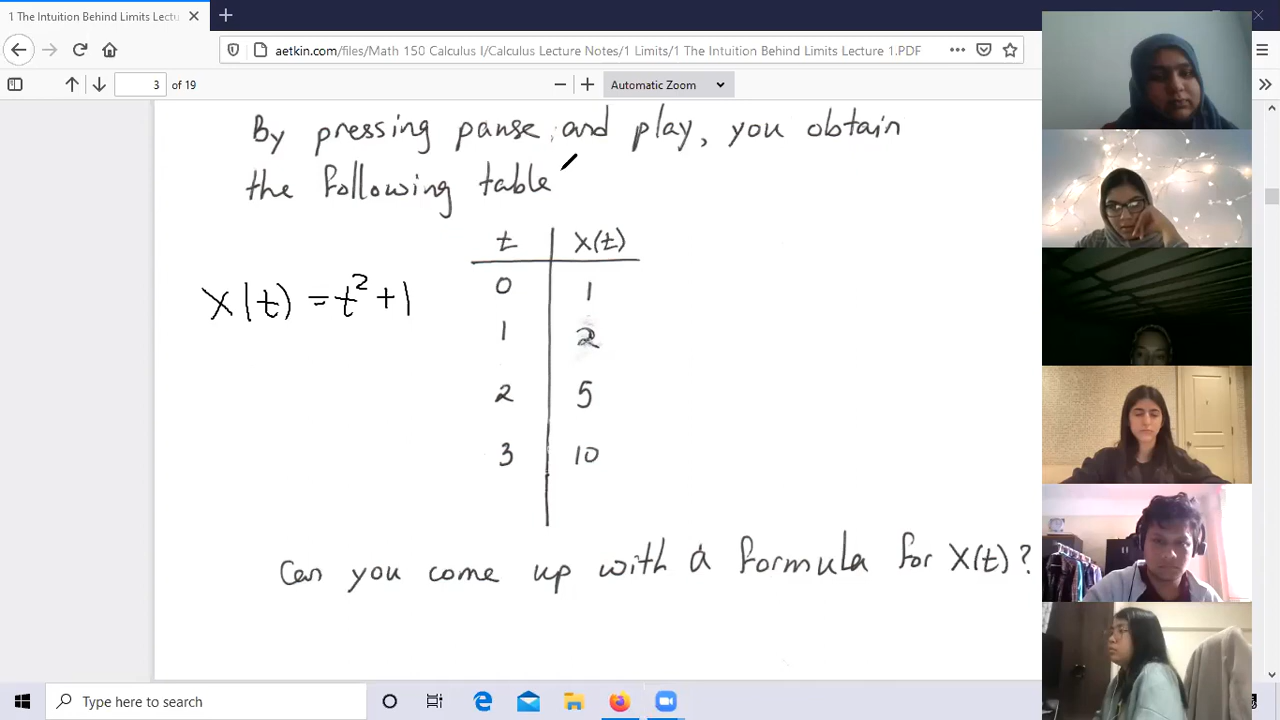 1 The Intuition Behind Limits Lectu
aetkin.com/files/Math 150 Calculus I/Calculus Lecture Notes/1 Limits/1 The Intuition Behind Limits Lecture 1.PDF
3 of 19
Automatic Zoom
By pressing pause, and play, you obtain
the following table
t x(t)
0 1
1 2
2 5
3 10
x(t) = t² + 1
Can you come up with a formula for x(t)?
Type here to search